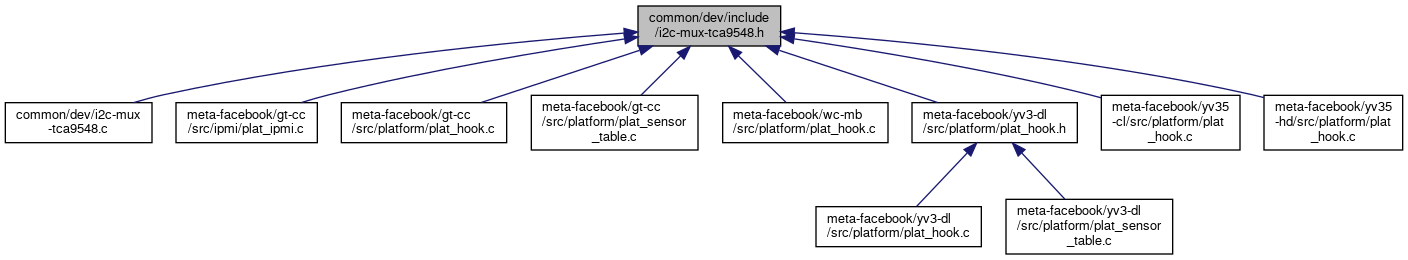 common/dev/include
/i2c-mux-tca9548.h
common/dev/i2c-mux
-tca9548.c
meta-facebook/gt-cc
/src/ipmi/plat_ipmi.c
meta-facebook/gt-cc
/src/platform/plat_hook.c
meta-facebook/gt-cc
/src/platform/plat_sensor
_table.c
meta-facebook/wc-mb
/src/platform/plat_hook.c
meta-facebook/yv3-dl
/src/platform/plat_hook.h
meta-facebook/yv35
-cl/src/platform/plat
_hook.c
meta-facebook/yv35
-hd/src/platform/plat
_hook.c
meta-facebook/yv3-dl
/src/platform/plat_hook.c
meta-facebook/yv3-dl
/src/platform/plat_sensor
_table.c